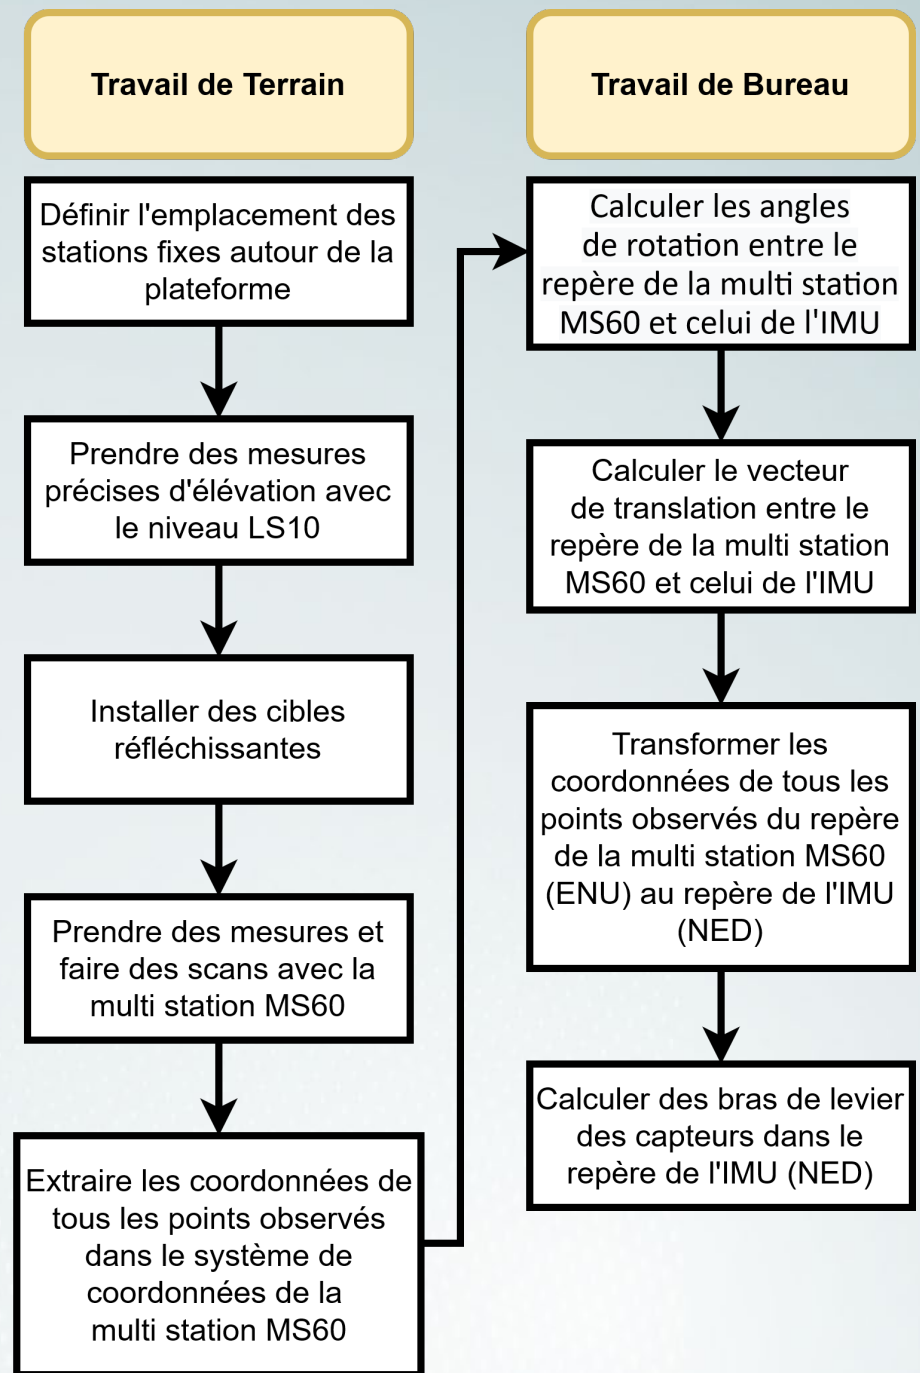 Travail de Terrain
Définir l'emplacement des
stations fixes autour de la
plateforme
Prendre des mesures
précises d'élévation avec
le niveau LS10
Installer des cibles
réfléchissantes
Prendre des mesures et
faire des scans avec la
multi station MS60
Extraire les coordonnées de
tous les points observés
dans le système de
coordonnées de la
multi station MS60
Travail de Bureau
Calculer les angles
de rotation entre le
repère de la multi station
MS60 et celui de l'IMU
Calculer le vecteur
de translation entre le
repère de la multi station
MS60 et celui de l'IMU
Transformer les
coordonnées de tous les
points observés du repère
de la multi station MS60
(ENU) au repère de l'IMU
(NED)
Calculer des bras de levier
des capteurs dans le
repère de l'IMU (NED)